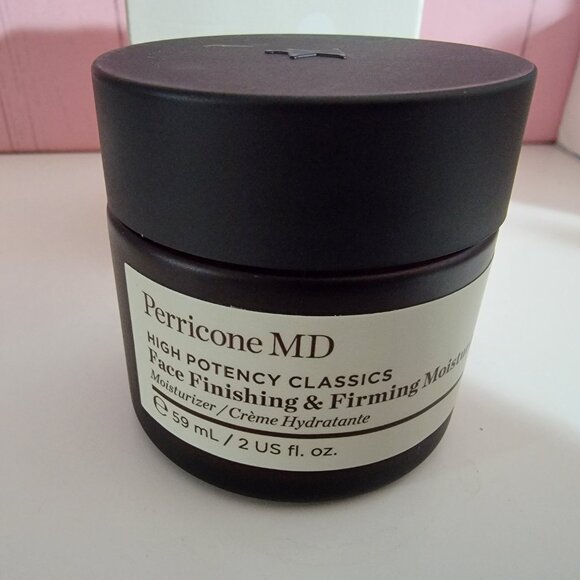 Perricone MD
HIGH POTENCY CLASSICS
Face Finishing & Firming
Moisturizer / Crème Hydratante
℮ 59 mL / 2 US fl. oz.